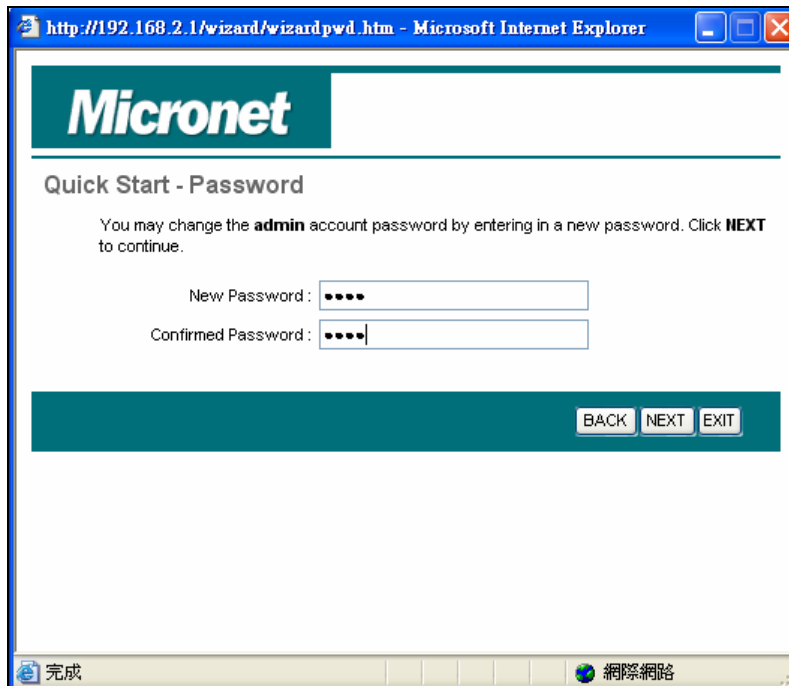 http://192.168.2.1/wizard/wizardpwd.htm - Microsoft Internet Explorer
Micronet
Quick Start - Password
You may change the admin account password by entering in a new password. Click NEXT
to continue.
New Password : ••••
Confirmed Password : ••••
BACK NEXT EXIT
完成 網際網路